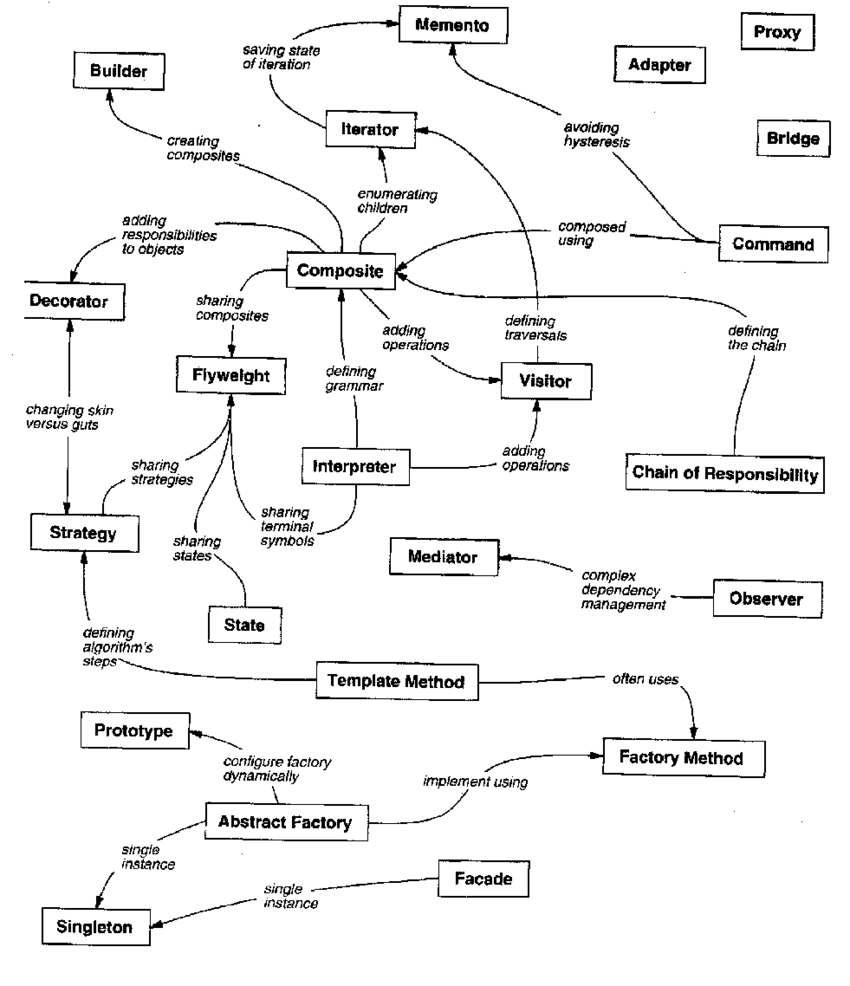 Memento
Proxy
saving state
of iteration
Builder
Adapter
Iterator
avoiding
hysteresis
Bridge
creating
composites
enumerating
children
adding
responsibilities
to objects
composed
using
Command
Composite
Decorator
sharing
composites
adding
operations
defining
traversals
defining
the chain
Flyweight
defining
grammar
Visitor
changing skin
versus guts
sharing
strategies
Interpreter
adding
operations
Chain of Responsibility
sharing
terminal
symbols
Strategy
sharing
states
Mediator
complex
dependency
management
Observer
State
defining
algorithm's
steps
Template Method
often uses
Prototype
Factory Method
configure factory
dynamically
implement using
Abstract Factory
single
instance
Facade
single
instance
Singleton